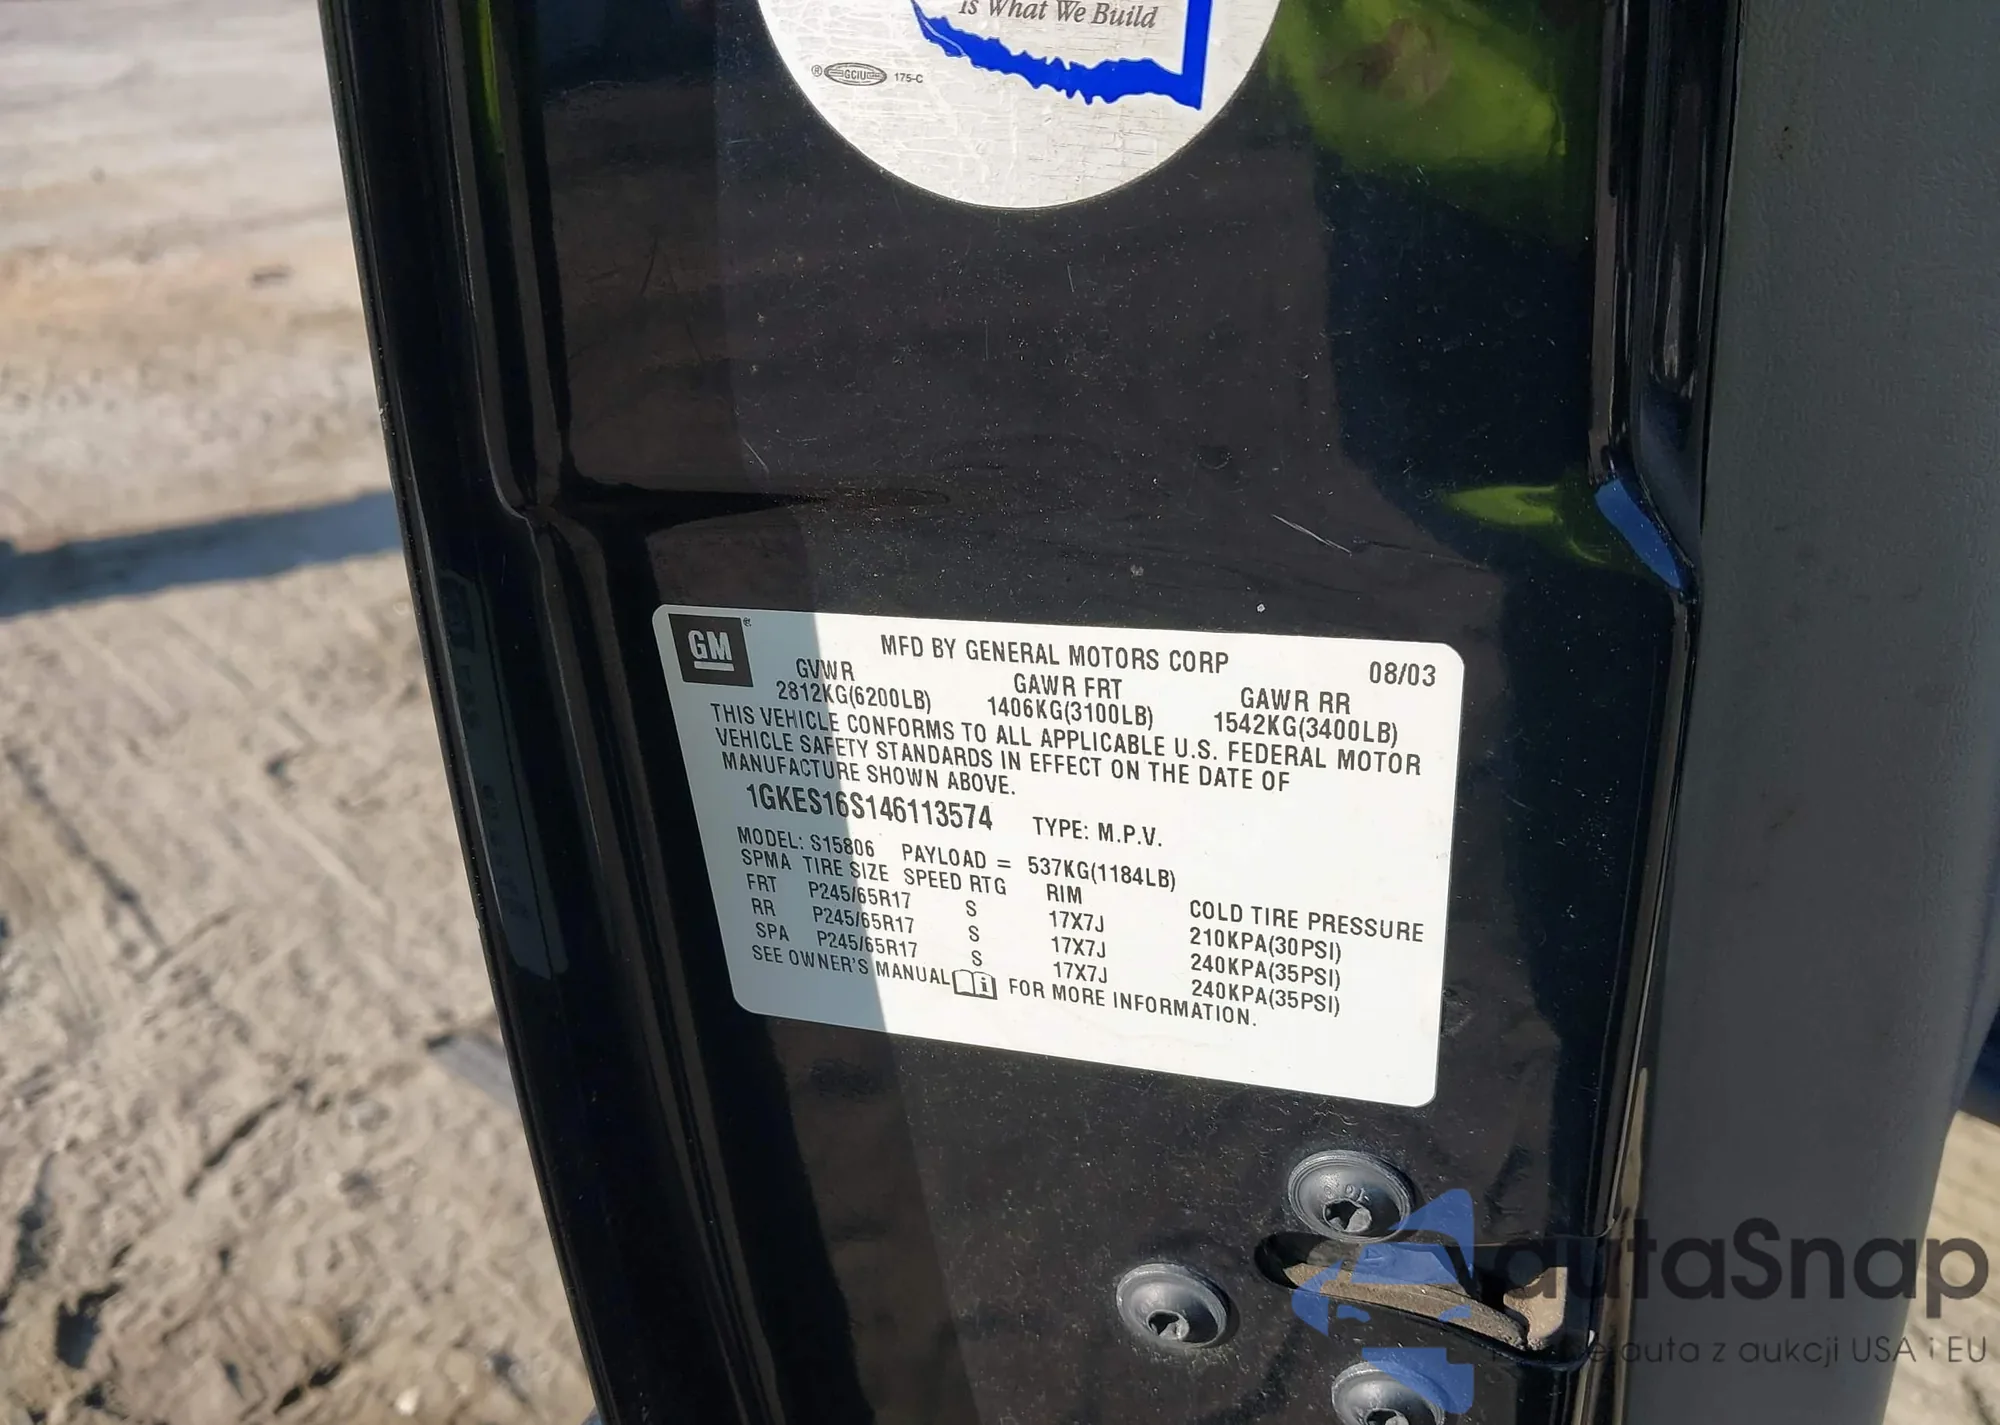 is What We Build
® GCIU 175-C
GM
MFD BY GENERAL MOTORS CORP 08/03
GVWR GAWR FRT GAWR RR
2812KG(6200LB) 1406KG(3100LB) 1542KG(3400LB)
THIS VEHICLE CONFORMS TO ALL APPLICABLE U.S. FEDERAL MOTOR
VEHICLE SAFETY STANDARDS IN EFFECT ON THE DATE OF
MANUFACTURE SHOWN ABOVE.
1GKES16S146113574 TYPE: M.P.V.
MODEL: S15806 PAYLOAD = 537KG(1184LB)
SPMA TIRE SIZE SPEED RTG RIM COLD TIRE PRESSURE
FRT P245/65R17 S 17X7J 210KPA(30PSI)
RR P245/65R17 S 17X7J 240KPA(35PSI)
SPA P245/65R17 S 17X7J 240KPA(35PSI)
SEE OWNER'S MANUAL FOR MORE INFORMATION.
autaSnap
auta z aukcji USA i EU